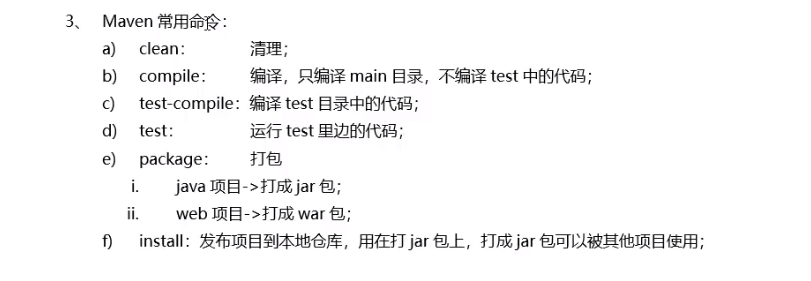 3、 Maven 常用命令：
a) clean： 清理；
b) compile： 编译，只编译 main 目录，不编译 test 中的代码；
c) test-compile：编译 test 目录中的代码；
d) test： 运行 test 里边的代码；
e) package： 打包
i. java 项目->打成 jar 包；
ii. web 项目->打成 war 包；
f) install：发布项目到本地仓库，用在打 jar 包上，打成 jar 包可以被其他项目使用；